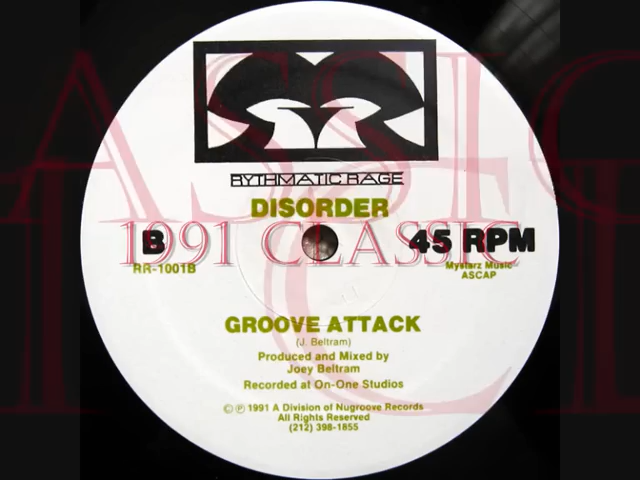 RYTHMATIC RAGE
DISORDER
B
1991 CLASSIC
45 RPM
RR-1001B
Mystarz Music
ASCAP
GROOVE ATTACK
(J. Beltram)
Produced and Mixed by
Joey Beltram
Recorded at On-One Studios
© ℗ 1991 A Division of Nugroove Records
All Rights Reserved
(212) 398-1855